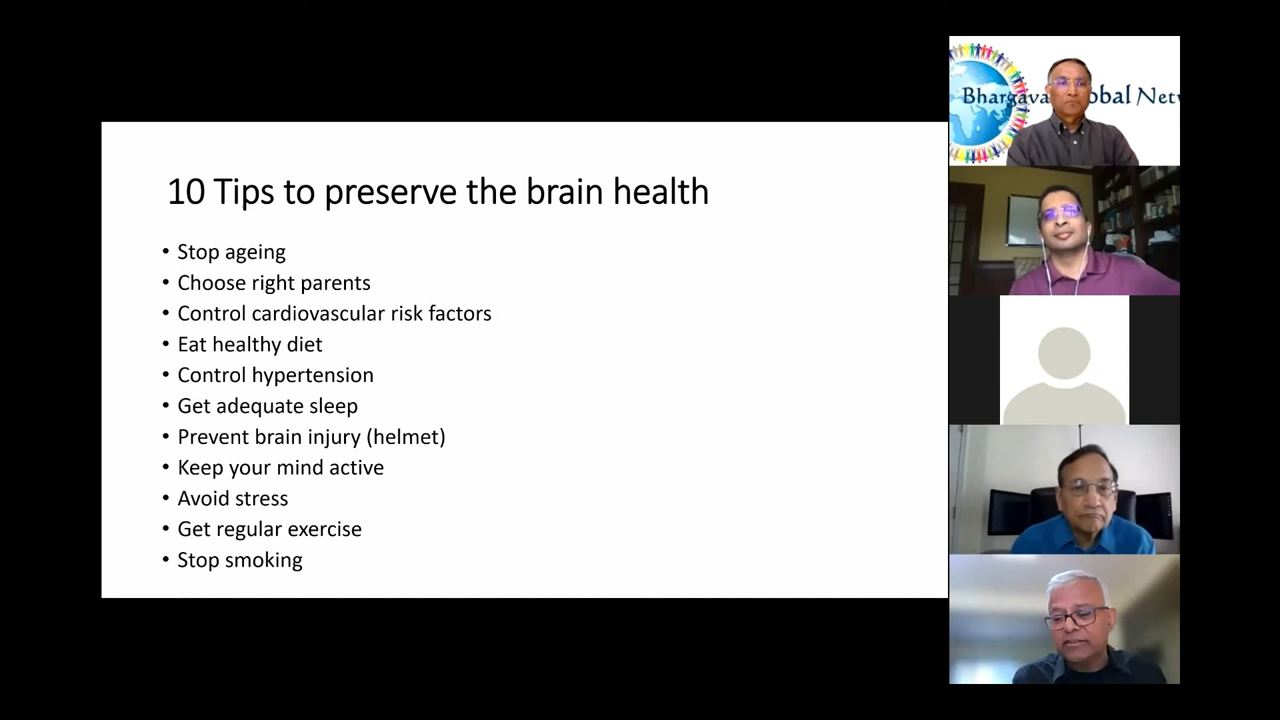 10 Tips to preserve the brain health
• Stop ageing
• Choose right parents
• Control cardiovascular risk factors
• Eat healthy diet
• Control hypertension
• Get adequate sleep
• Prevent brain injury (helmet)
• Keep your mind active
• Avoid stress
• Get regular exercise
• Stop smoking
Bhargava